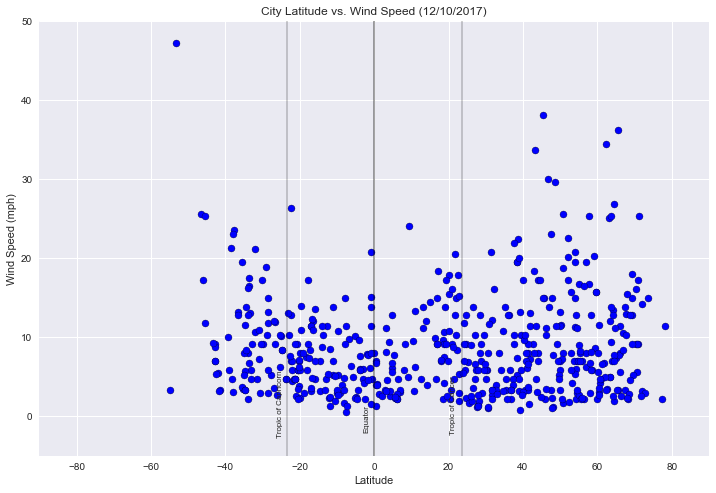 City Latitude vs. Wind Speed (12/10/2017)
50
40
30
20
10
0
Wind Speed (mph)
Tropic of Capricorn
Equator
Tropic of
−80 −60 −40 −20 0 20 40 60 80
Latitude